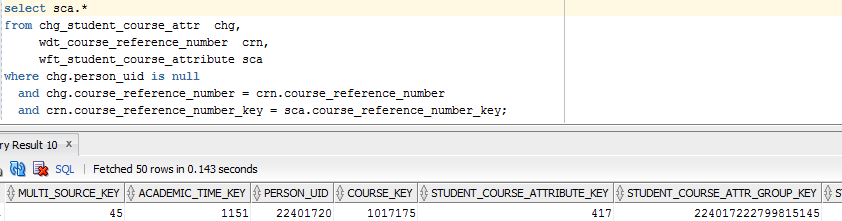 select sca.*
from chg_student_course_attr chg,
wdt_course_reference_number crn,
wft_student_course_attribute sca
where chg.person_uid is null
and chg.course_reference_number = crn.course_reference_number
and crn.course_reference_number_key = sca.course_reference_number_key;
ry Result 10 x
SQL | Fetched 50 rows in 0.143 seconds
MULTI_SOURCE_KEY ACADEMIC_TIME_KEY PERSON_UID COURSE_KEY STUDENT_COURSE_ATTRIBUTE_KEY STUDENT_COURSE_ATTR_GROUP_KEY S
45 1151 22401720 1017175 417 224017222799815145